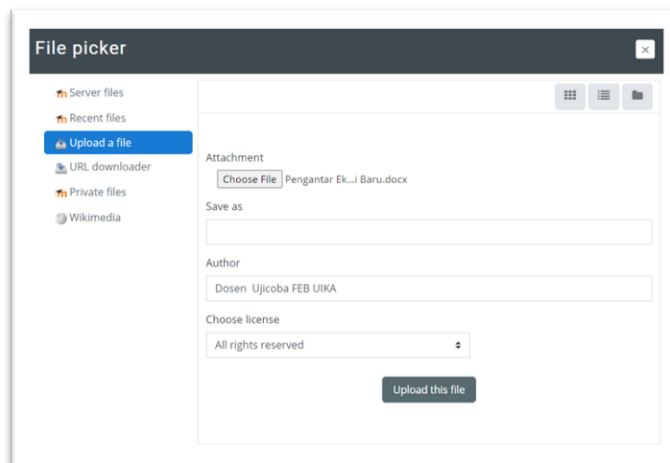 File picker
Server files
Recent files
Upload a file
URL downloader
Private files
Wikimedia
Attachment
Choose File Pengantar Ek...i Baru.docx
Save as
Author
Dosen Ujicoba FEB UIKA
Choose license
All rights reserved
Upload this file